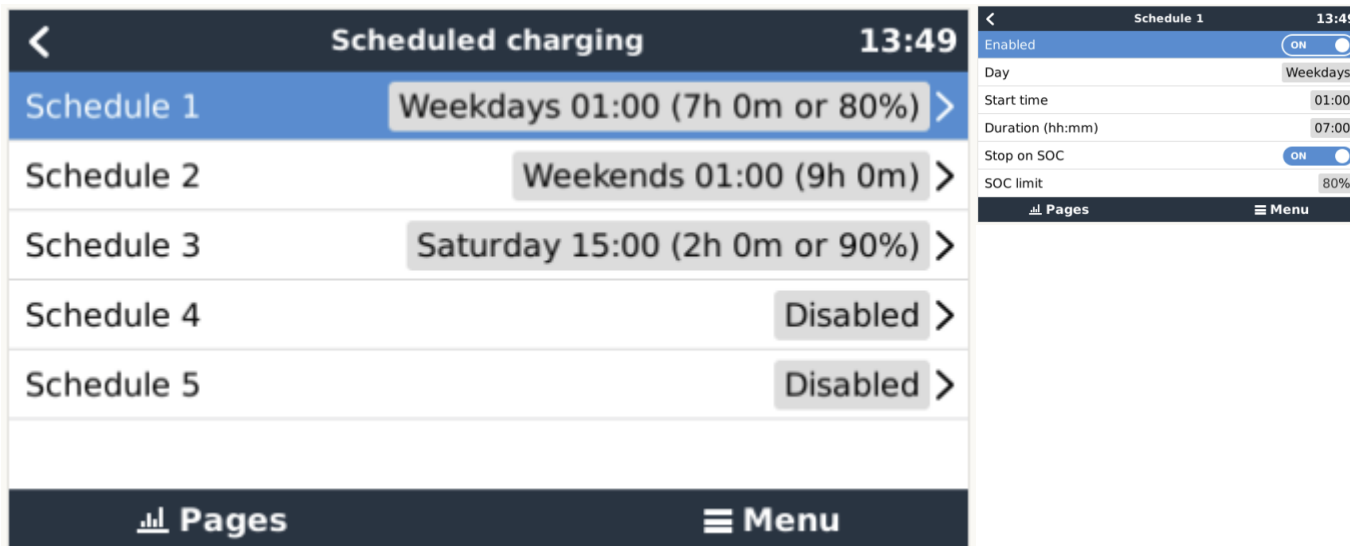 Scheduled charging 13:49
Schedule 1 Weekdays 01:00 (7h 0m or 80%)
Schedule 2 Weekends 01:00 (9h 0m)
Schedule 3 Saturday 15:00 (2h 0m or 90%)
Schedule 4 Disabled
Schedule 5 Disabled
Pages Menu
Schedule 1 13:49
Enabled ON
Day Weekdays
Start time 01:00
Duration (hh:mm) 07:00
Stop on SOC ON
SOC limit 80%
Pages Menu